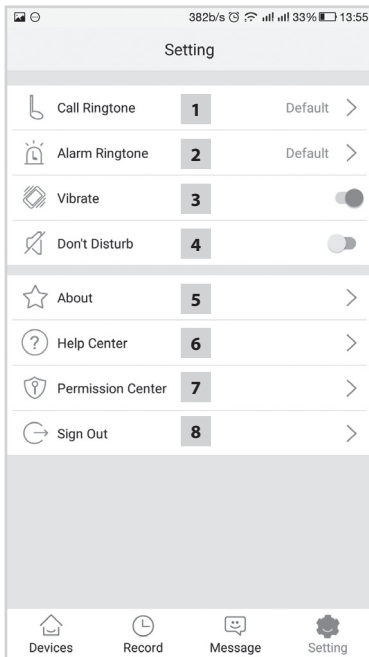 382b/s 33% 13:55
Setting
Call Ringtone 1 Default
Alarm Ringtone 2 Default
Vibrate 3
Don't Disturb 4
About 5
? Help Center 6
Permission Center 7
Sign Out 8
Devices Record Message Setting